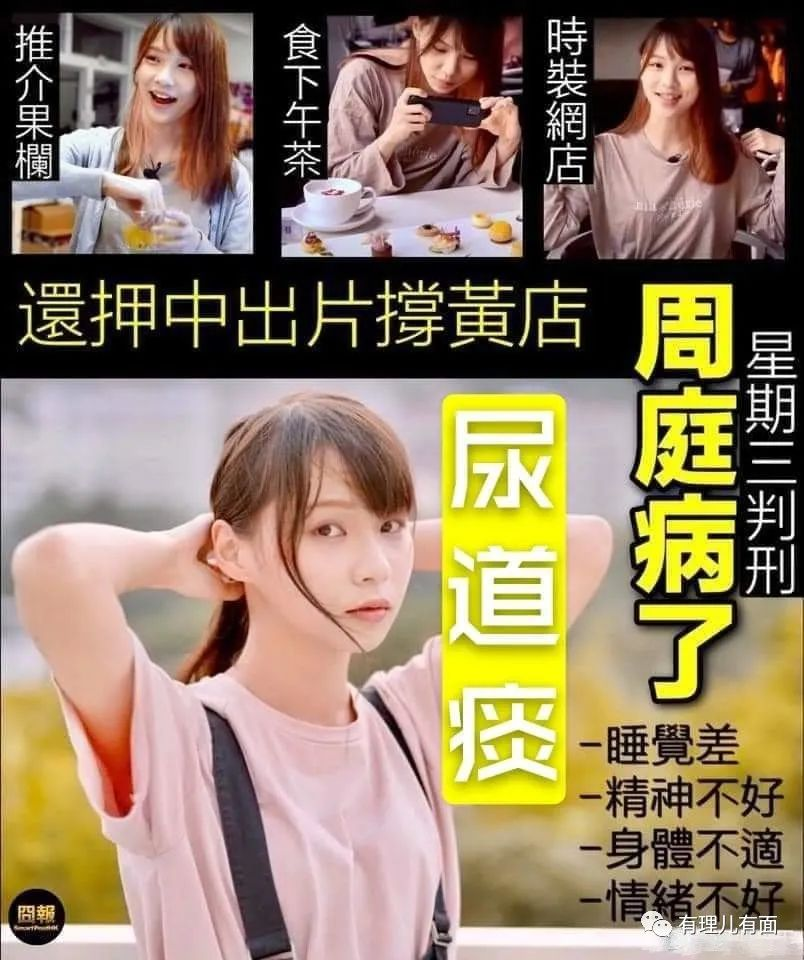 推介果欄
食下午茶
時裝網店
還押中出片撐黃店
周庭病了
星期三判刑
尿道痰
-睡覺差
-精神不好
-身體不適
-情緒不好
囧報
SmartPostHK
有理儿有面